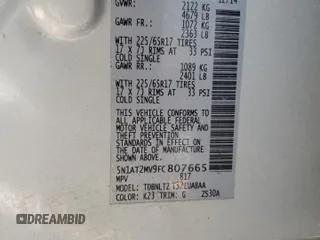 GVWR: 2122 KG
4679 LB
GAWR FR.: 1072 KG
2363 LB
WITH 225/65R17 TIRES
17 X 7J RIMS AT 33 PSI
COLD SINGLE
GAWR RR.: 1089 KG
2401 LB
WITH 225/65R17 TIRES
17 X 7J RIMS AT 33 PSI
COLD SINGLE
THIS VEHICLE CONFORMS TO
ALL APPLICABLE FEDERAL
MOTOR VEHICLE SAFETY AND
THEFT PREVENTION STANDARDS
IN EFFECT ON THE DATE OF
MANUFACTURE SHOWN ABOVE.
5N1AT2MV9FC807665
MPV 817
MODEL:
COLOR: K23 TRIM: G ZS30A